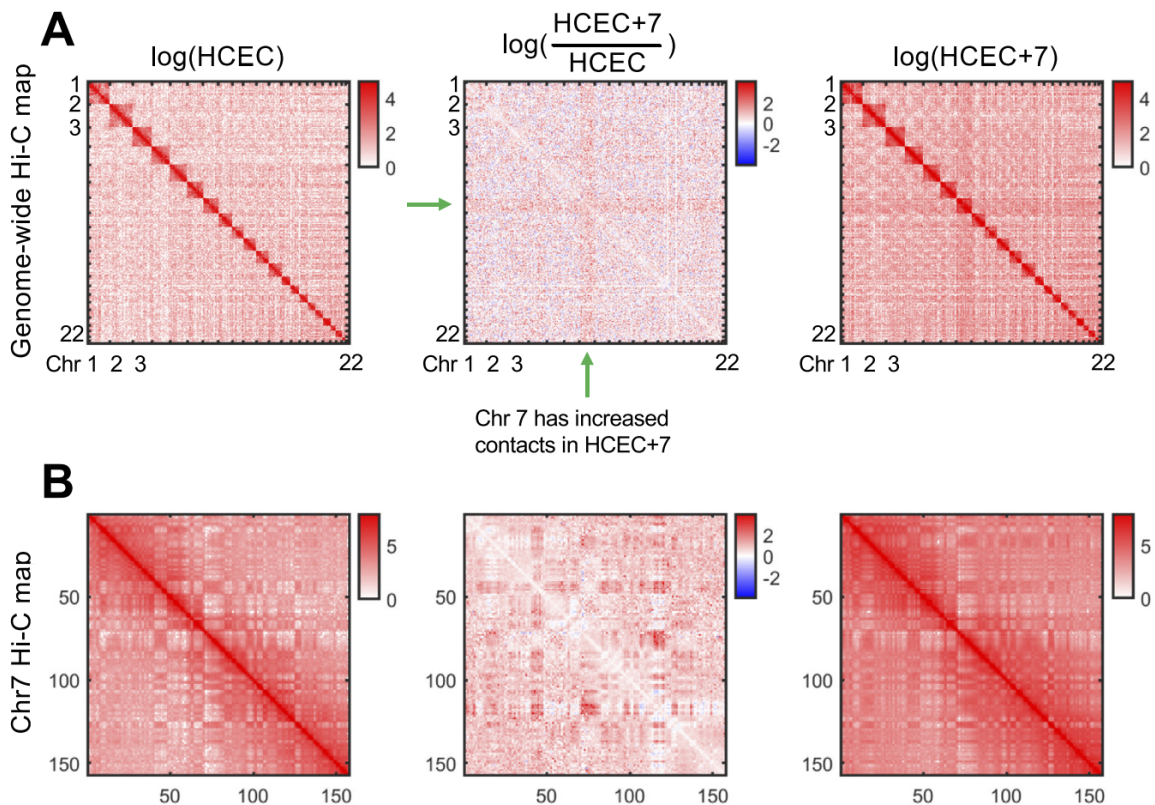 A
log(HCEC)
log(HCEC+7/HCEC)
log(HCEC+7)
Genome-wide Hi-C map
1
2
3
22
Chr 1 2 3 22
4
2
0
1
2
3
22
Chr 1 2 3 22
2
0
-2
1
2
3
22
Chr 1 2 3 22
4
2
0
Chr 7 has increased
contacts in HCEC+7
B
Chr7 Hi-C map
50
100
150
50 100 150
5
0
50
100
150
50 100 150
2
0
-2
50
100
150
50 100 150
5
0